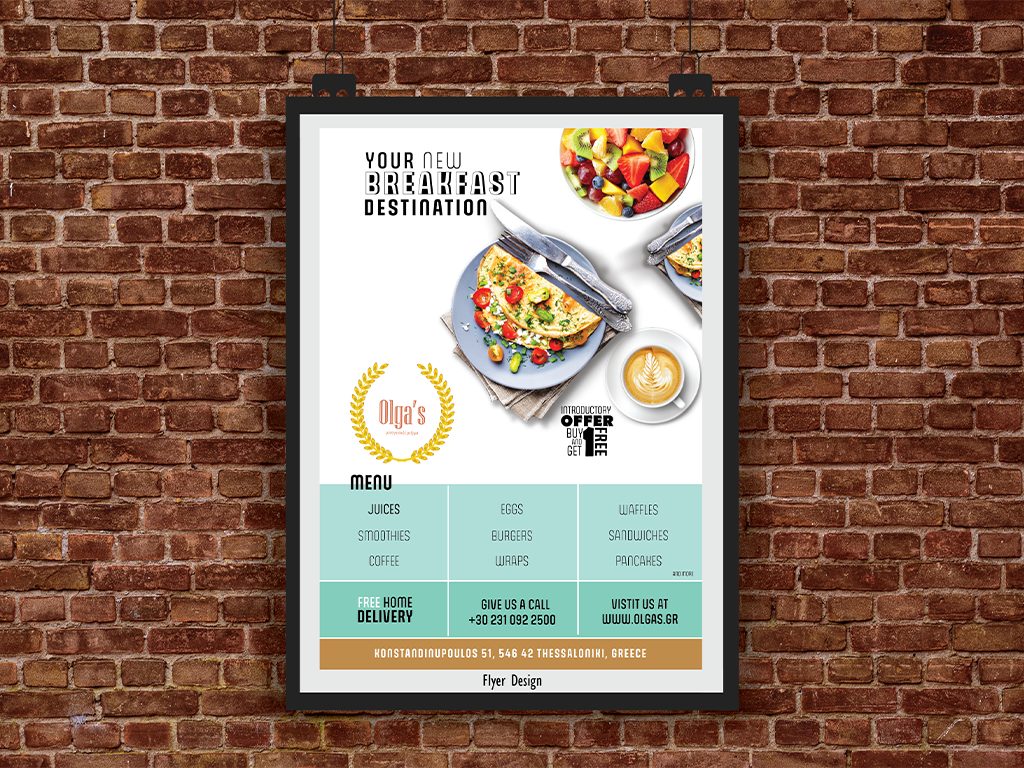 YOUR NEW
BREAKFAST
DESTINATION
Olga's
INTRODUCTORY
OFFER
BUY
AND
GET
1
FREE
MENU
JUICES
SMOOTHIES
COFFEE
EGGS
BURGERS
WRAPS
WAFFLES
SANDWICHES
PANCAKES
AND MORE
FREE HOME
DELIVERY
GIVE US A CALL
+30 231 092 2500
VISTIT US AT
WWW.OLGAS.GR
KONSTANDINUPOULOS 51, 546 42 THESSALONIKI, GREECE
Flyer Design